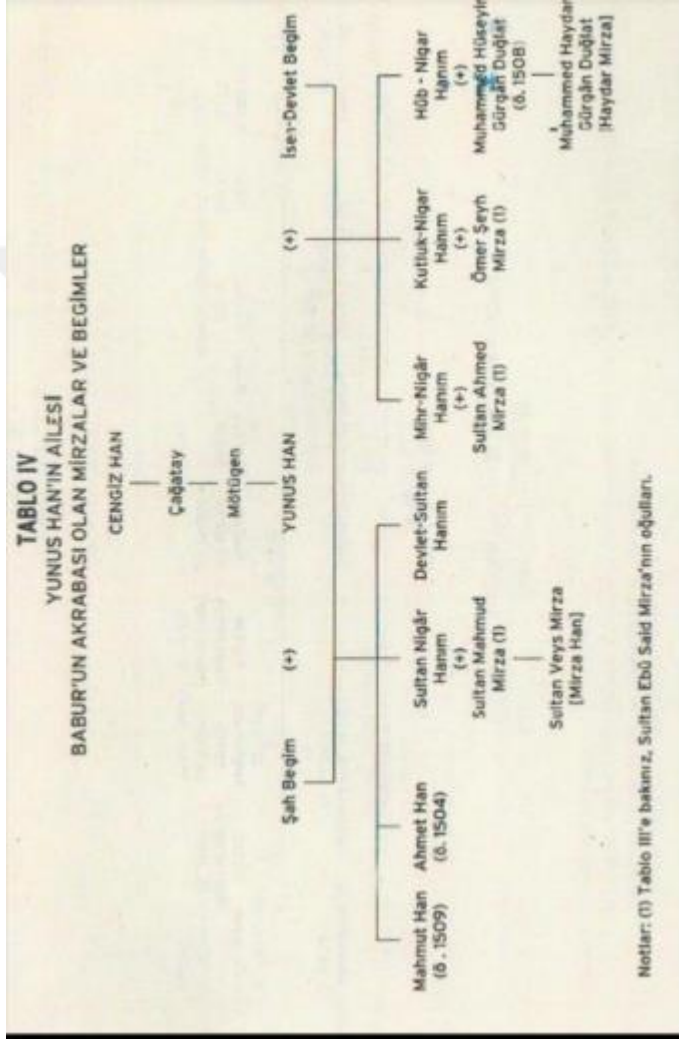 TABLO IV
YUNUS HAN'IN AİLESİ
BABUR'UN AKRABASI OLAN MİRZALAR VE BEGİMLER
CENGİZ HAN
Çağatay
Mötügen
Şah Begim (+) YUNUS HAN (+) İsen-Devlet Begim
Mahmut Han
(ö. 1509)
Ahmet Han
(ö. 1504)
Sultan Nigâr
Hanım
(+)
Sultan Mahmud
Mirza (1)
Sultan Veys Mirza
[Mirza Han]
Devlet-Sultan
Hanım
Mihr-Nigâr
Hanım
(+)
Sultan Ahmed
Mirza (1)
Kutluk-Nigar
Hanım
(+)
Ömer Şeyh
Mirza (1)
Hûb - Nigar
Hanım
(+)
Muhammed Hüseyin
Gürgân Duğlat
(ö. 1508)
Muhammed Haydar
Gürgân Duğlat
[Haydar Mirza]
Notlar: (1) Tablo III'e bakınız, Sultan Ebû Said Mirza'nın oğulları.